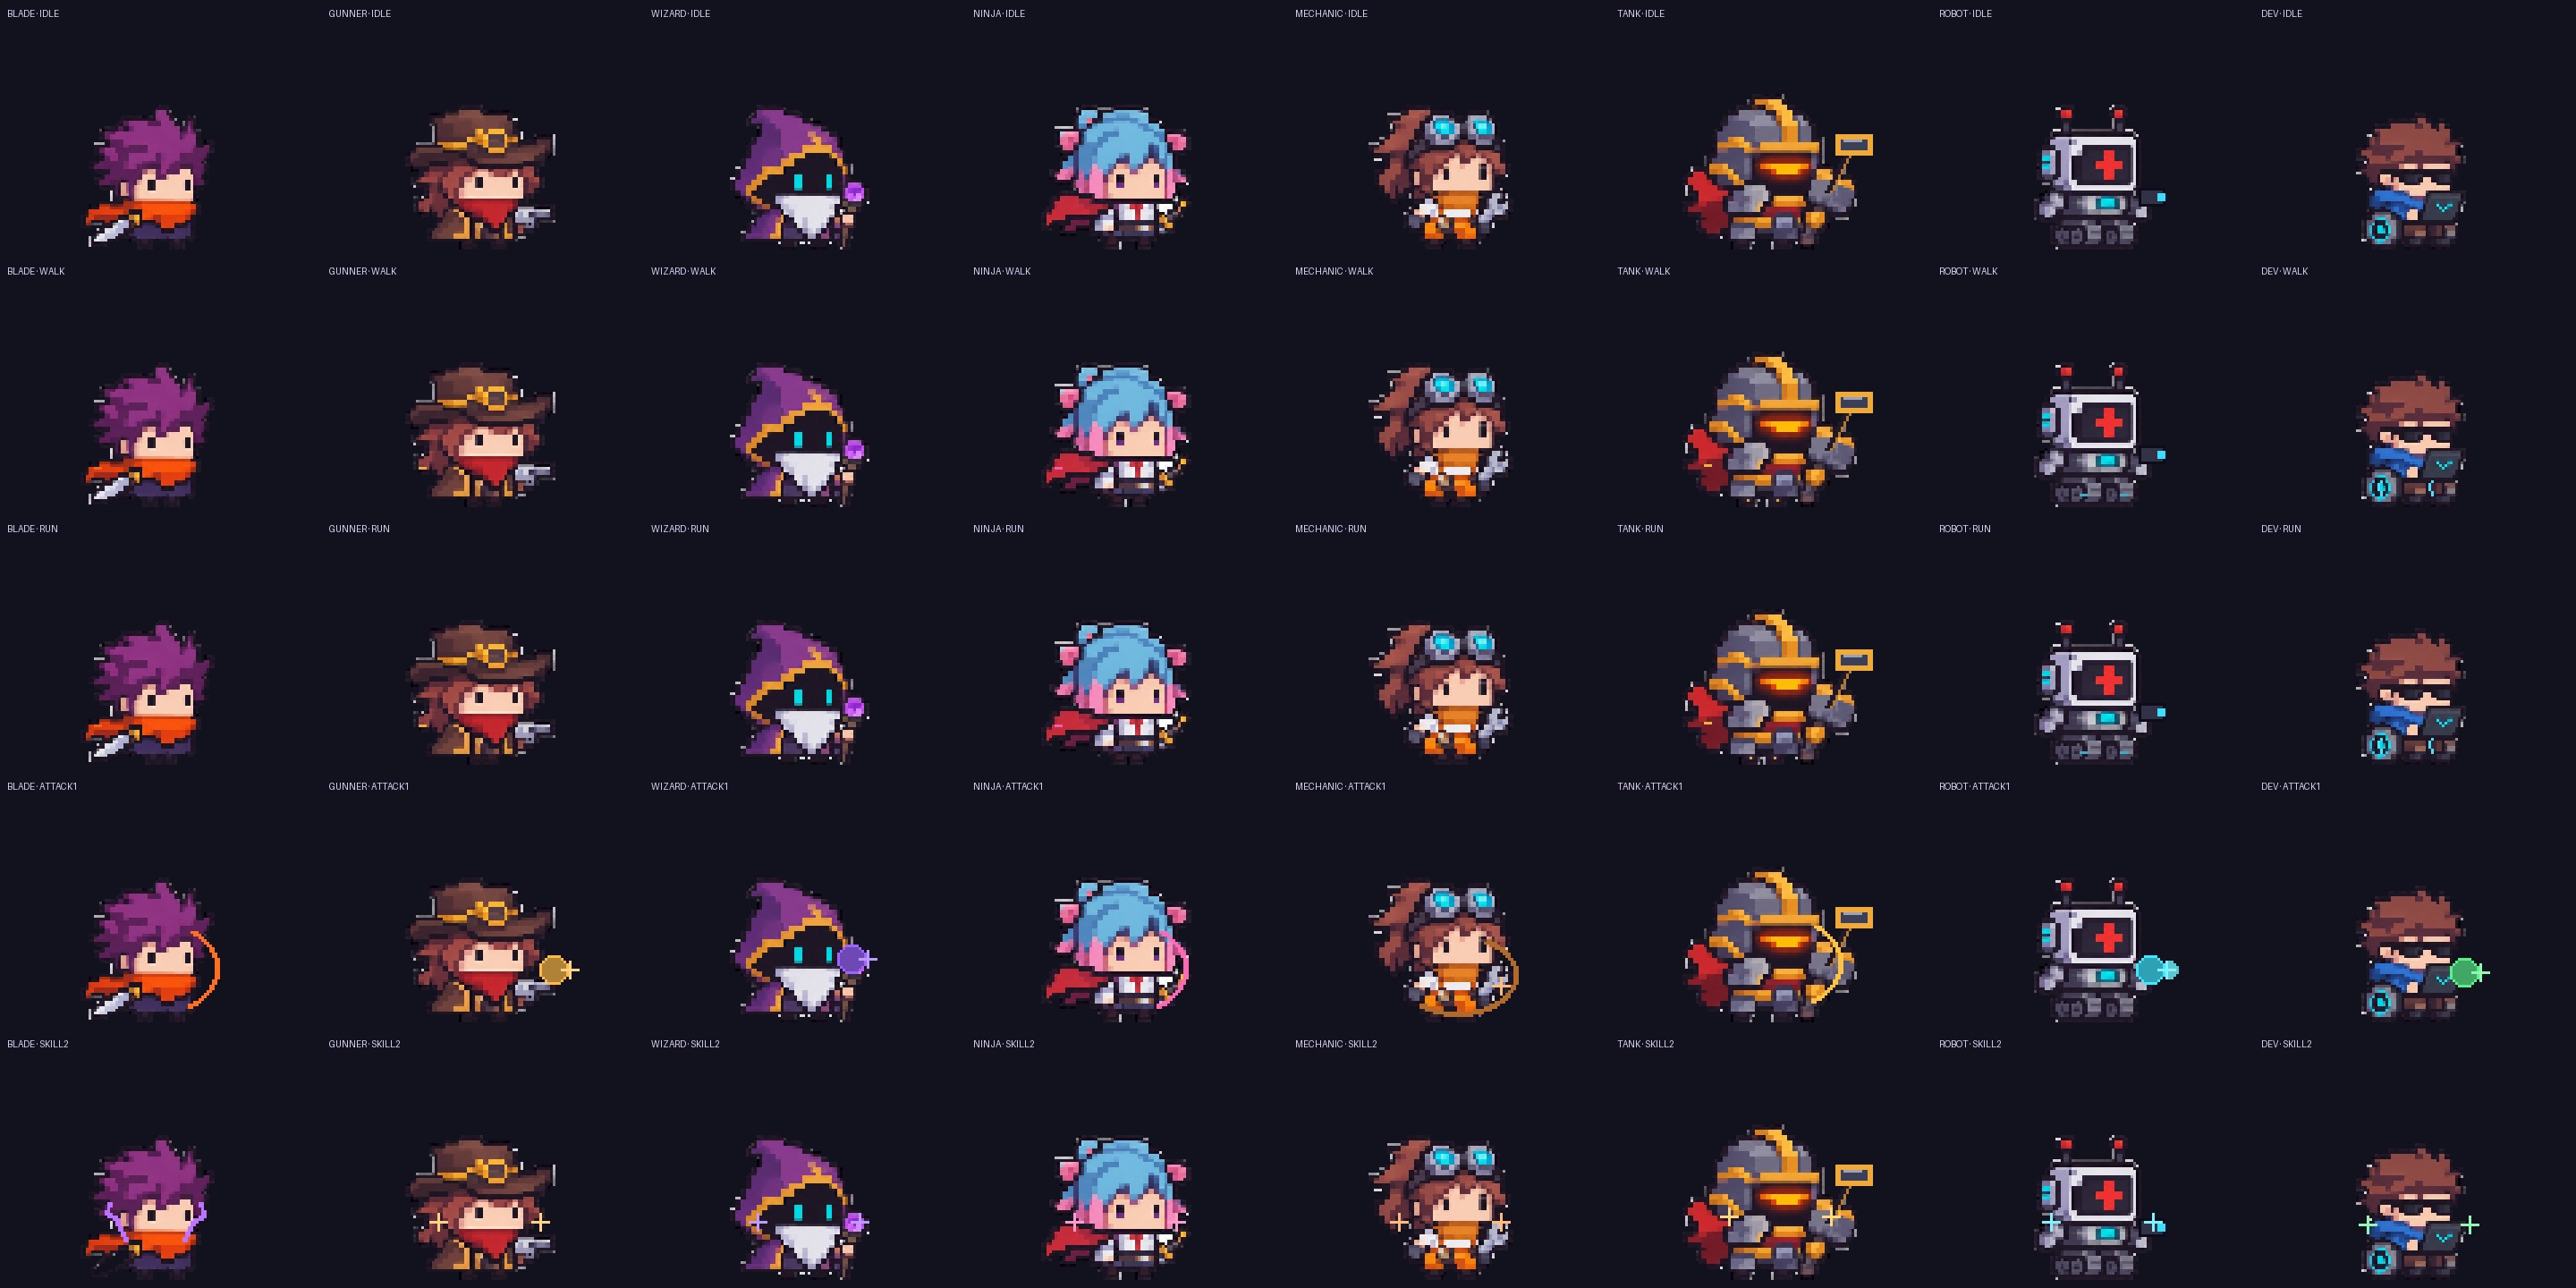 BLADE·IDLE GUNNER·IDLE WIZARD·IDLE NINJA·IDLE MECHANIC·IDLE TANK·IDLE ROBOT·IDLE DEV·IDLE
BLADE·WALK GUNNER·WALK WIZARD·WALK NINJA·WALK MECHANIC·WALK TANK·WALK ROBOT·WALK DEV·WALK
BLADE·RUN GUNNER·RUN WIZARD·RUN NINJA·RUN MECHANIC·RUN TANK·RUN ROBOT·RUN DEV·RUN
BLADE·ATTACK1 GUNNER·ATTACK1 WIZARD·ATTACK1 NINJA·ATTACK1 MECHANIC·ATTACK1 TANK·ATTACK1 ROBOT·ATTACK1 DEV·ATTACK1
BLADE·SKILL2 GUNNER·SKILL2 WIZARD·SKILL2 NINJA·SKILL2 MECHANIC·SKILL2 TANK·SKILL2 ROBOT·SKILL2 DEV·SKILL2